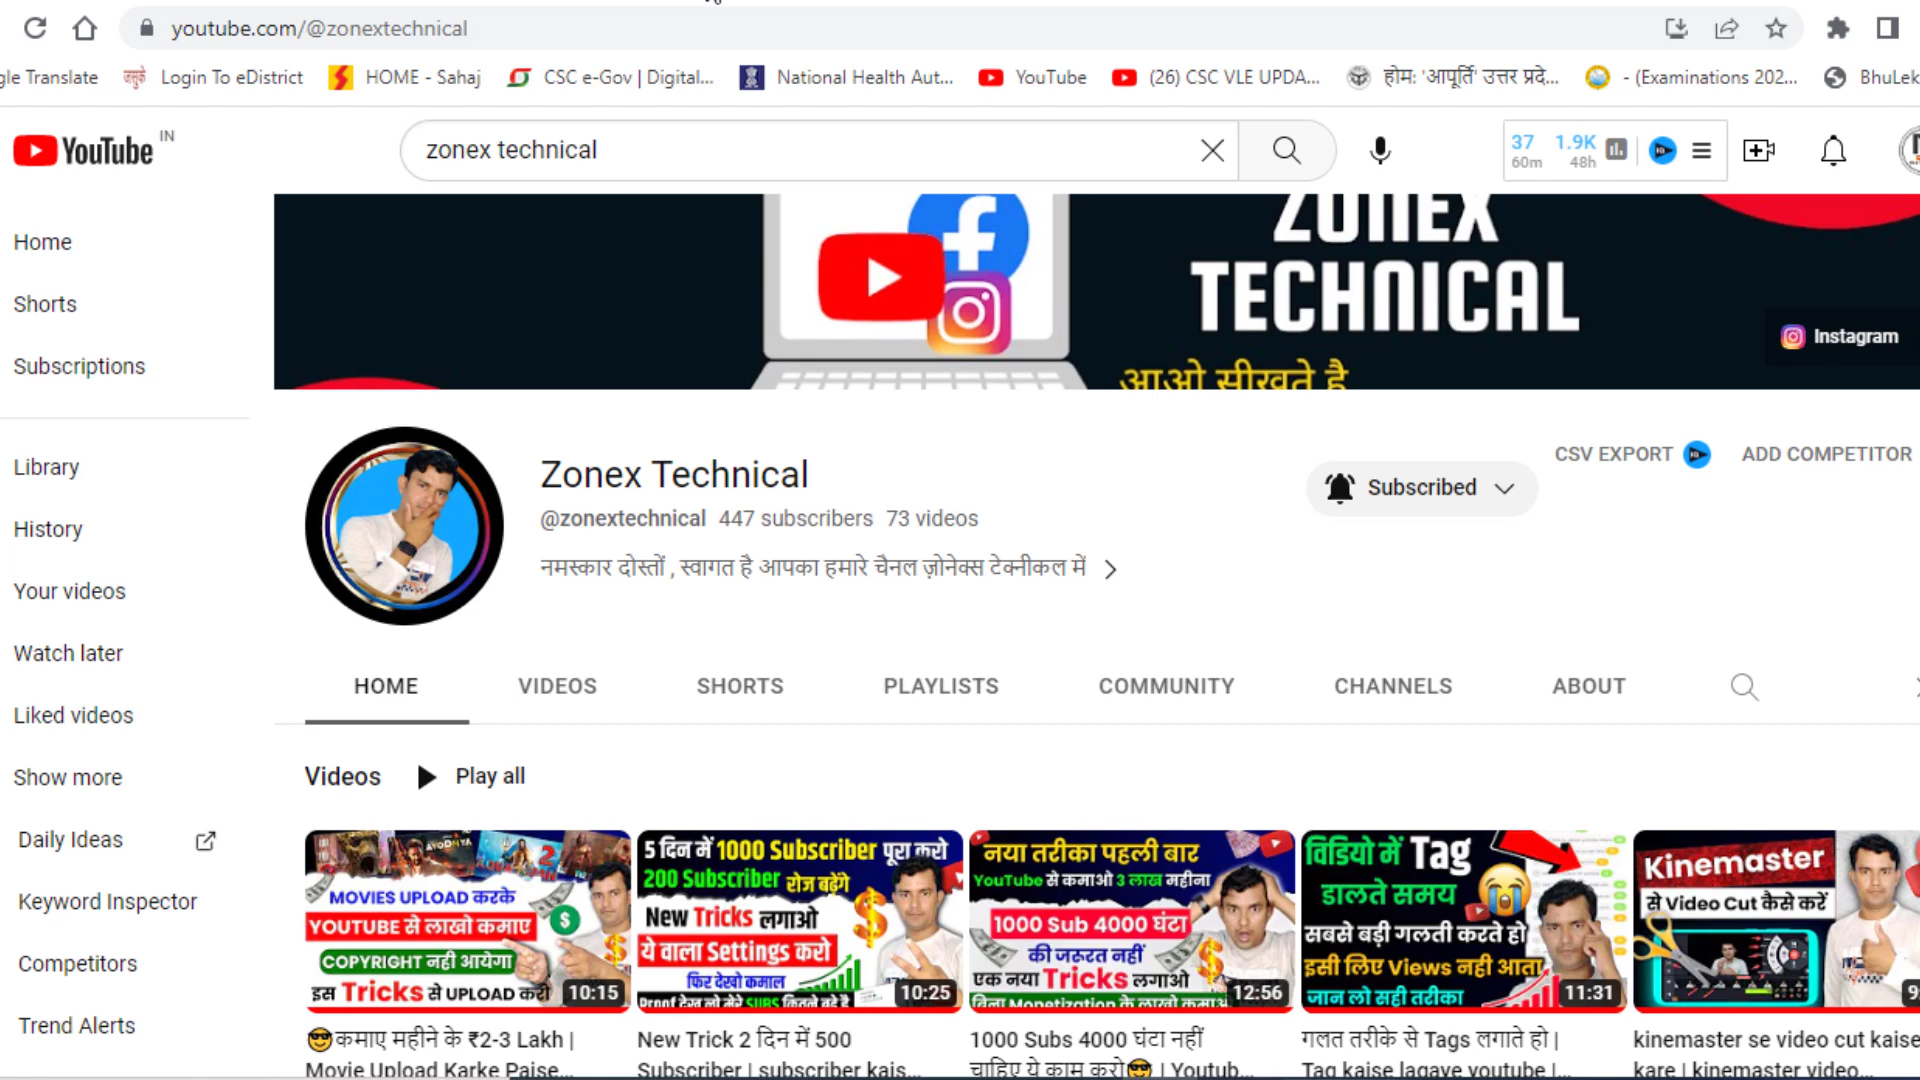 youtube.com/@zonextechnical
gle Translate
Login To eDistrict
HOME - Sahaj
CSC e-Gov | Digital...
National Health Aut...
YouTube
(26) CSC VLE UPDA...
होम: 'आपूर्ति' उत्तर प्रदे...
- (Examinations 202...
BhuLek
YouTube IN
zonex technical
37 1.9K
60m 48h
Home
Shorts
Subscriptions
Library
History
Your videos
Watch later
Liked videos
Show more
Daily Ideas
Keyword Inspector
Competitors
Trend Alerts
ZONEX
TECHNICAL
आओ सीखते है
Instagram
Zonex Technical
@zonextechnical 447 subscribers 73 videos
नमस्कार दोस्तों , स्वागत है आपका हमारे चैनल ज़ोनेक्स टेक्नीकल में
Subscribed
CSV EXPORT
ADD COMPETITOR
HOME
VIDEOS
SHORTS
PLAYLISTS
COMMUNITY
CHANNELS
ABOUT
Videos
Play all
AYODHYA
2
MOVIES UPLOAD करके
YOUTUBE से लाखो कमाए
COPYRIGHT नही आयेगा
इस Tricks से UPLOAD करो
10:15
😎कमाए महीने के ₹2-3 Lakh |
Movie Upload Karke Paise...
5 दिन में 1000 Subscriber पूरा करो
200 Subscriber रोज बढ़ेंगे
New Tricks लगाओ
ये वाला Settings करो
फिर देखो कमाल
Proof देख लो मेरे SUBS कितने बढ़े है
10:25
New Trick 2 दिन में 500
Subscriber | subscriber kais...
नया तरीका पहली बार
YouTube से कमाओ 3 लाख महीना
1000 Sub 4000 घंटा
की जरूरत नहीं
एक नया Tricks लगाओ
बिना Monetization के लाखो कमाओ
12:56
1000 Subs 4000 घंटा नहीं
चाहिए ये काम करो😎 | Youtub...
विडियो में Tag
डालते समय
सबसे बड़ी गलती करते हो
इसी लिए Views नही आता
जान लो सही तरीका
11:31
गलत तरीके से Tags लगाते हो |
Tag kaise lagaye youtube |...
Kinemaster
से Video Cut कैसे करें
9:
kinemaster se video cut kaise
kare | kinemaster video...